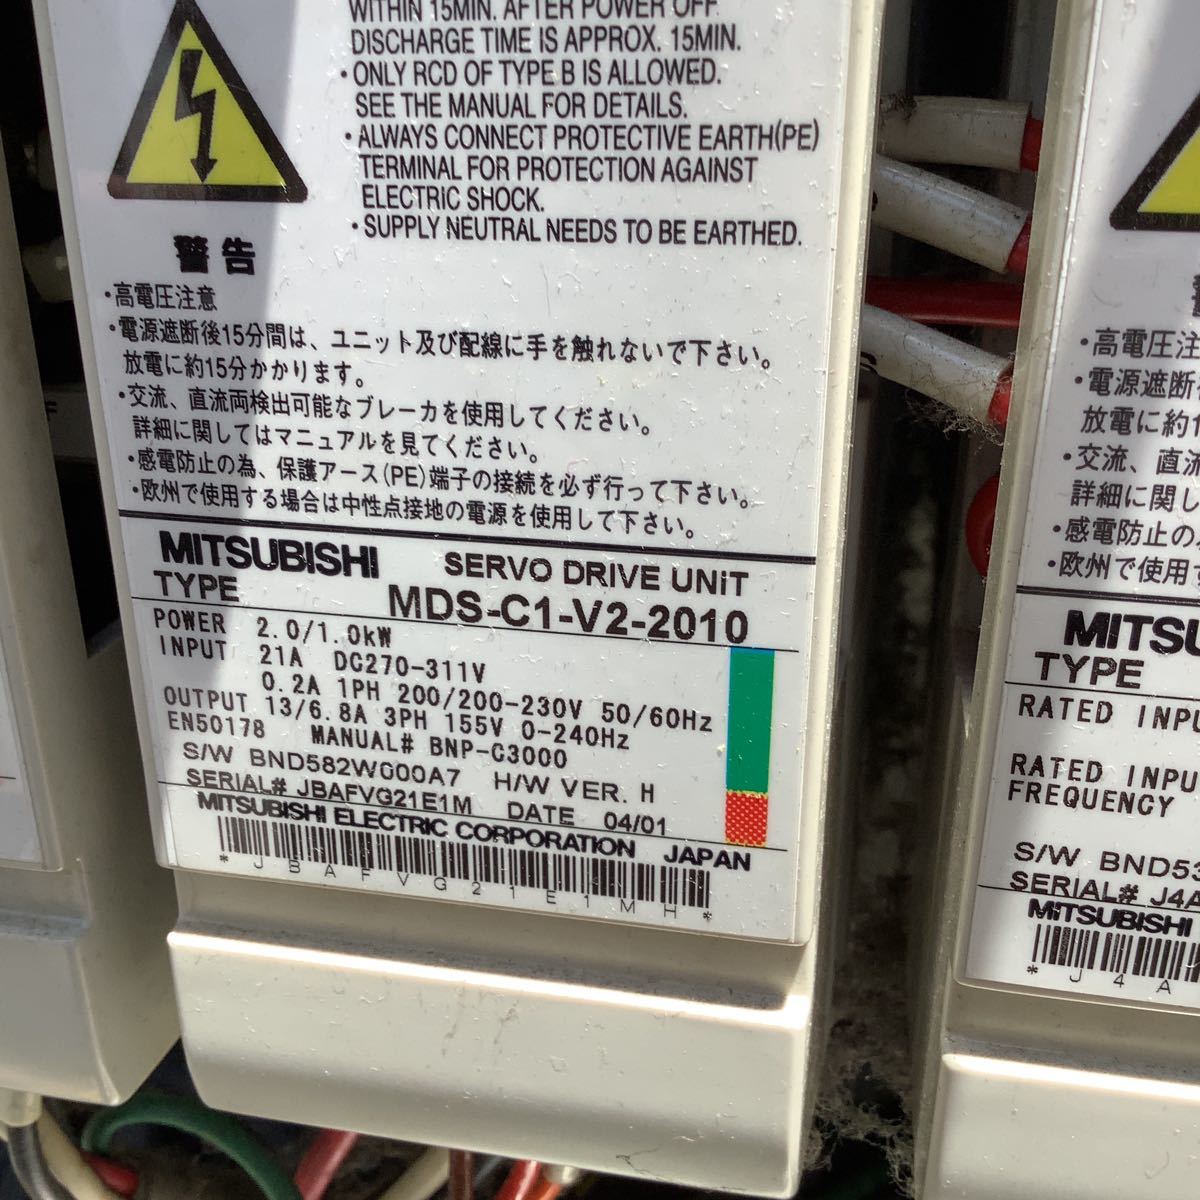 WITHIN 15MIN. AFTER POWER OFF
DISCHARGE TIME IS APPROX. 15MIN.
・ONLY RCD OF TYPE B IS ALLOWED.
SEE THE MANUAL FOR DETAILS.
・ALWAYS CONNECT PROTECTIVE EARTH(PE)
TERMINAL FOR PROTECTION AGAINST
ELECTRIC SHOCK.
・SUPPLY NEUTRAL NEEDS TO BE EARTHED.
警告
・高電圧注意
・電源遮断後15分間は、ユニット及び配線に手を触れないで下さい。
放電に約15分かかります。
・交流、直流両検出可能なブレーカを使用してください。
詳細に関してはマニュアルを見てください。
・感電防止の為、保護アース(PE)端子の接続を必ず行って下さい。
・欧州で使用する場合は中性点接地の電源を使用して下さい。
MITSUBISHI SERVO DRIVE UNIT
TYPE MDS-C1-V2-2010
POWER 2.0/1.0kW
INPUT 21A DC270-311V
0.2A 1PH 200/200-230V 50/60Hz
OUTPUT 13/6.8A 3PH 155V 0-240Hz
EN50178 MANUAL# BNP-C3000
S/W BND582W000A7 H/W VER. H
SERIAL# JBAFVG21E1M DATE 04/01
MITSUBISHI ELECTRIC CORPORATION JAPAN
*JBAFVG21E1MH*
・高電圧注
・電源遮断
放電に約1
・交流、直流
詳細に関し
・感電防止の
・欧州で使用
MITSU
TYPE
RATED INPU
RATED INPU
FREQUENCY
S/W BND53
SERIAL# J4A
MITSUBISHI
*J4A